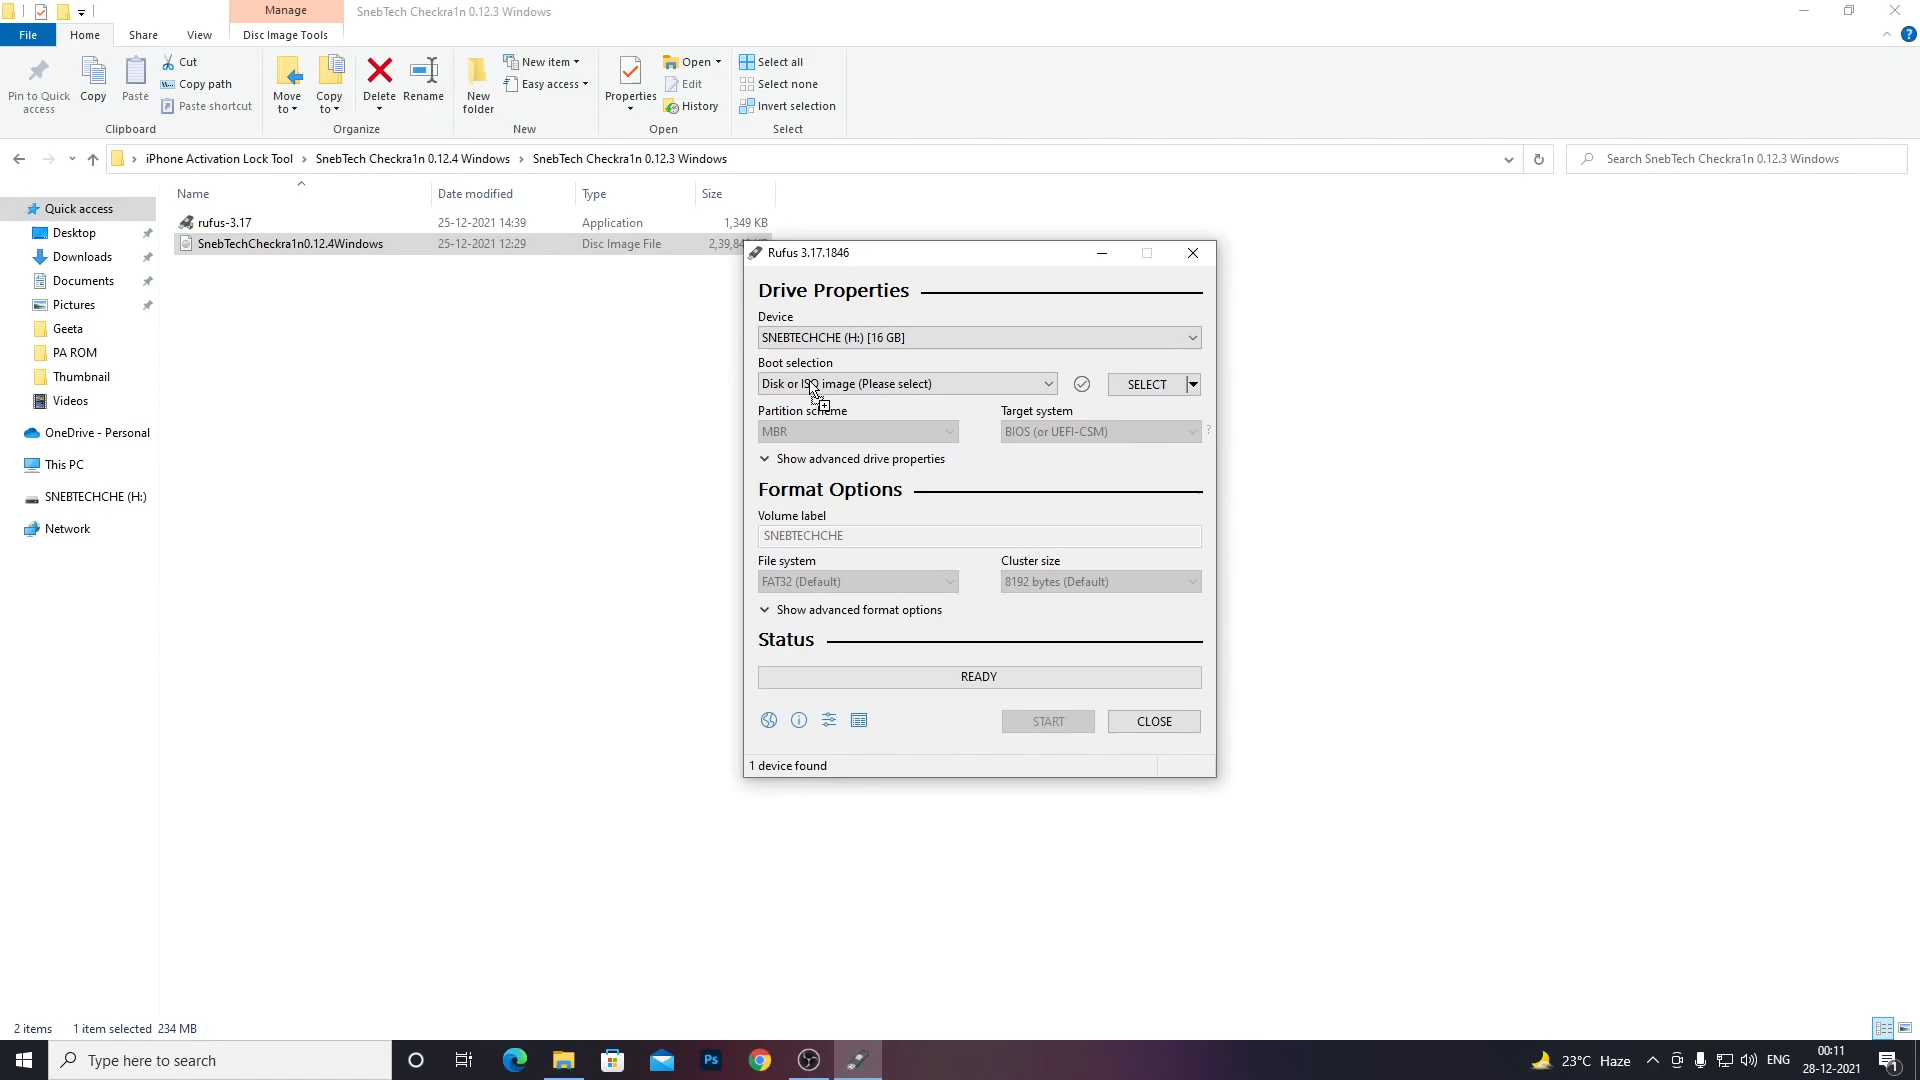 Manage
SnebTech Checkra1n 0.12.3 Windows
File
Home
Share
View
Disc Image Tools
Pin to Quick access
Copy
Paste
Cut
Copy path
Paste shortcut
Clipboard
Move to
Copy to
Delete
Rename
Organize
New folder
New item
Easy access
New
Properties
Open
Edit
History
Open
Select all
Select none
Invert selection
Select
iPhone Activation Lock Tool
SnebTech Checkra1n 0.12.4 Windows
SnebTech Checkra1n 0.12.3 Windows
Search SnebTech Checkra1n 0.12.3 Windows
Name
Date modified
Type
Size
rufus-3.17
25-12-2021 14:39
Application
1,349 KB
SnebTechCheckra1n0.12.4Windows
25-12-2021 12:29
Disc Image File
Quick access
Desktop
Downloads
Documents
Pictures
Geeta
PA ROM
Thumbnail
Videos
OneDrive - Personal
This PC
SNEBTECHCHE (H:)
Network
Rufus 3.17.1846
Drive Properties
Device
SNEBTECHCHE (H:) [16 GB]
Boot selection
Disk or ISO image (Please select)
SELECT
Partition scheme
Target system
MBR
BIOS (or UEFI-CSM)
?
Show advanced drive properties
Format Options
Volume label
SNEBTECHCHE
File system
Cluster size
FAT32 (Default)
8192 bytes (Default)
Show advanced format options
Status
READY
START
CLOSE
1 device found
2 items
1 item selected 234 MB
Type here to search
Ps
23°C Haze
ENG
00:11
28-12-2021
1